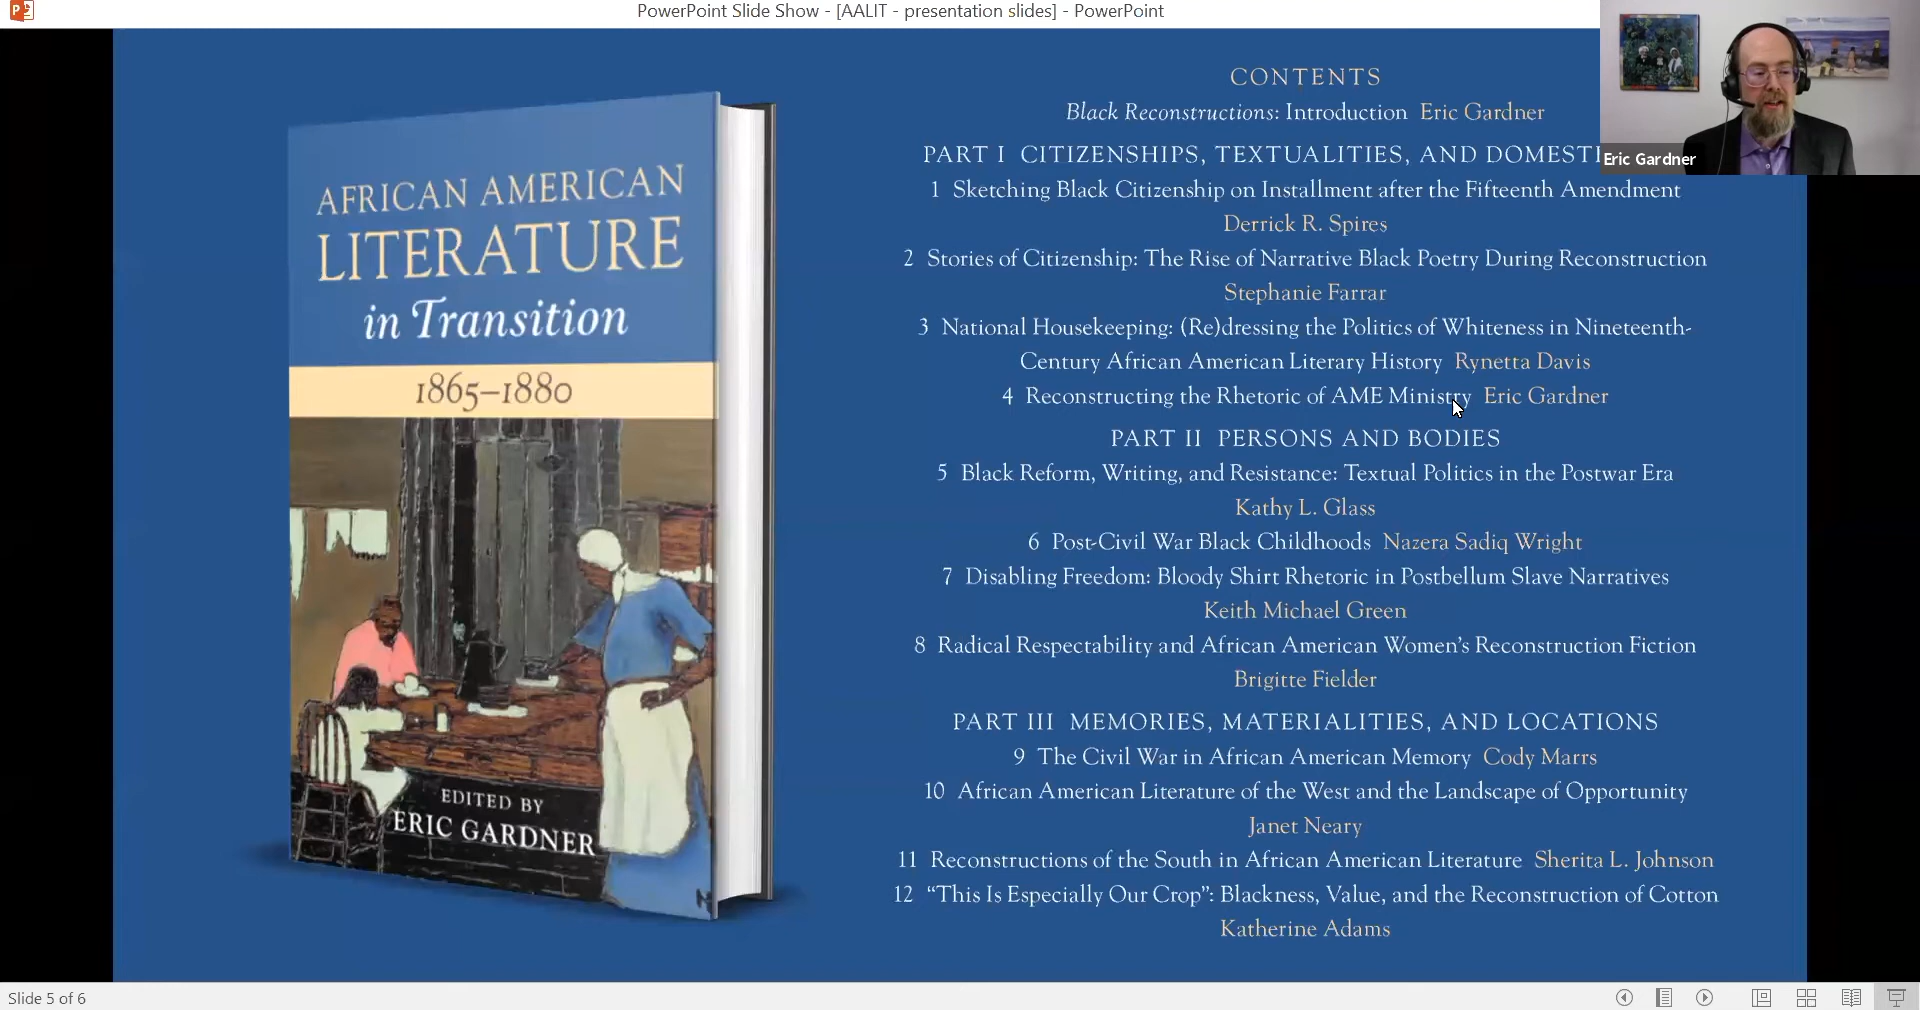 PowerPoint Slide Show - [AALIT - presentation slides] - PowerPoint
AFRICAN AMERICAN
LITERATURE
in Transition
1865–1880
EDITED BY
ERIC GARDNER
CONTENTS
Black Reconstructions: Introduction Eric Gardner
PART I CITIZENSHIPS, TEXTUALITIES, AND DOMESTI
1 Sketching Black Citizenship on Installment after the Fifteenth Amendment
Derrick R. Spires
2 Stories of Citizenship: The Rise of Narrative Black Poetry During Reconstruction
Stephanie Farrar
3 National Housekeeping: (Re)dressing the Politics of Whiteness in Nineteenth-
Century African American Literary History Rynetta Davis
4 Reconstructing the Rhetoric of AME Ministry Eric Gardner
PART II PERSONS AND BODIES
5 Black Reform, Writing, and Resistance: Textual Politics in the Postwar Era
Kathy L. Glass
6 Post-Civil War Black Childhoods Nazera Sadiq Wright
7 Disabling Freedom: Bloody Shirt Rhetoric in Postbellum Slave Narratives
Keith Michael Green
8 Radical Respectability and African American Women's Reconstruction Fiction
Brigitte Fielder
PART III MEMORIES, MATERIALITIES, AND LOCATIONS
9 The Civil War in African American Memory Cody Marrs
10 African American Literature of the West and the Landscape of Opportunity
Janet Neary
11 Reconstructions of the South in African American Literature Sherita L. Johnson
12 “This Is Especially Our Crop”: Blackness, Value, and the Reconstruction of Cotton
Katherine Adams
Eric Gardner
Slide 5 of 6